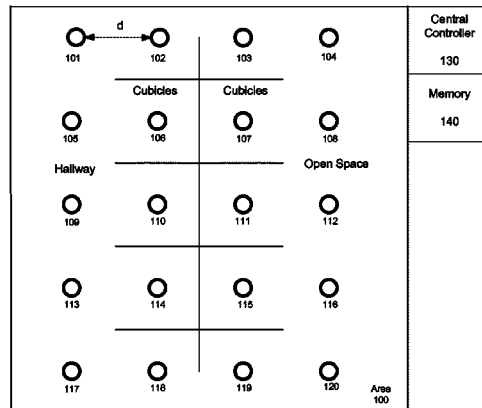 d
Central
Controller
130
101 102 103 104
Memory
140
Cubicles Cubicles
105 106 107 108
Hallway Open Space
109 110 111 112
113 114 115 116
117 118 119 120
Area
100